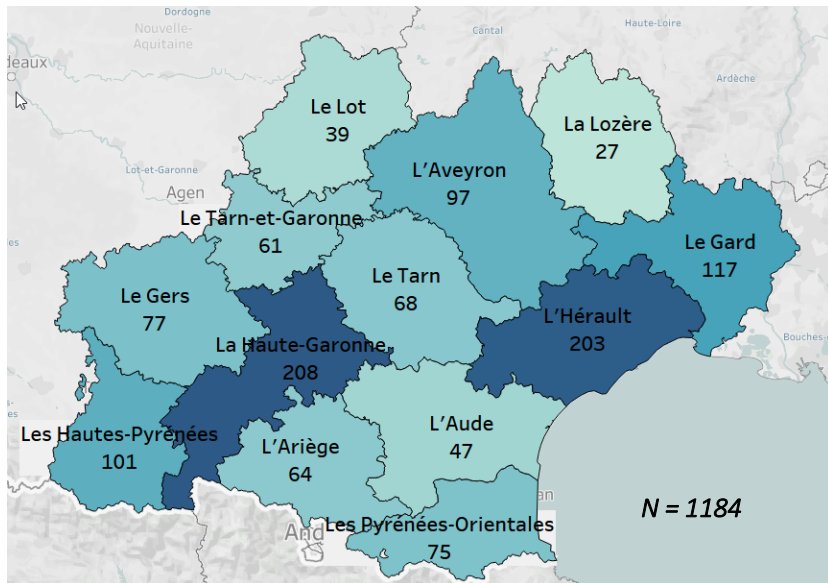 Dordogne
Nouvelle-
Aquitaine
Cantal
Haute-Loire
deaux
Ardèche
Le Lot
39
La Lozère
27
L'Aveyron
97
Lot-et-Garonne
Agen
Le Tarn-et-Garonne
61
Le Gard
117
Le Tarn
68
Le Gers
77
L'Hérault
203
Bouches-
La Haute-Garonne
208
Les Hautes-Pyrénées
101
L'Ariège
64
L'Aude
47
an
N = 1184
And
Les Pyrénées-Orientales
75